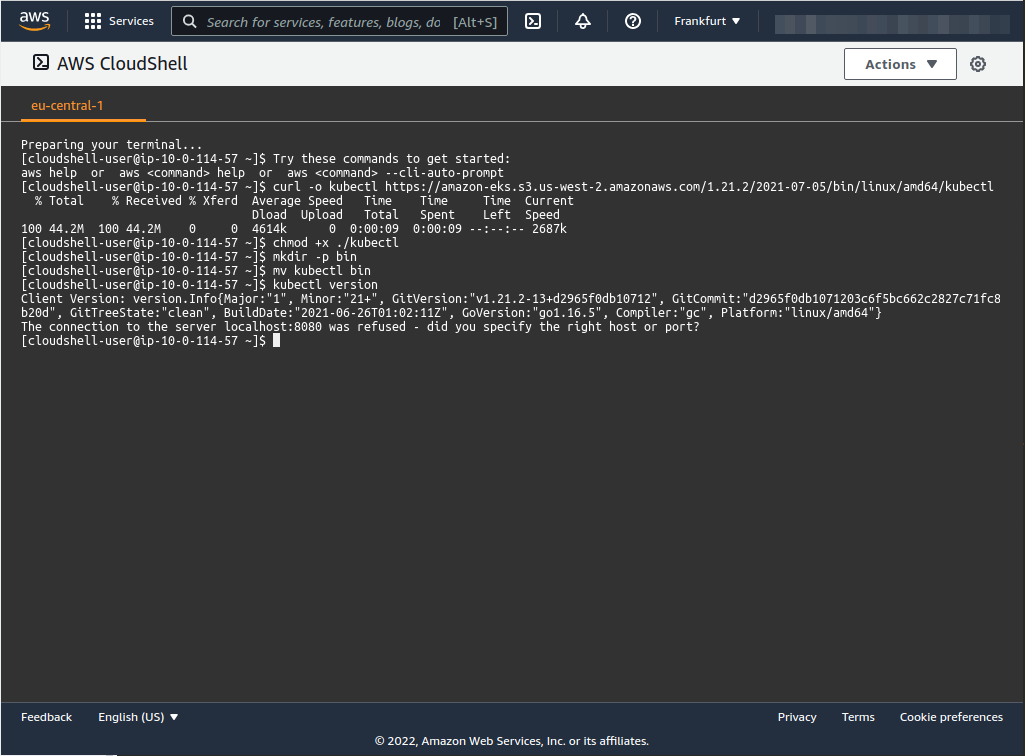 aws Services Search for services, features, blogs, do [Alt+S] Frankfurt
AWS CloudShell Actions
eu-central-1
Preparing your terminal...
[cloudshell-user@ip-10-0-114-57 ~]$ Try these commands to get started:
aws help  or  aws <command> help  or  aws <command> --cli-auto-prompt
[cloudshell-user@ip-10-0-114-57 ~]$ curl -o kubectl https://amazon-eks.s3.us-west-2.amazonaws.com/1.21.2/2021-07-05/bin/linux/amd64/kubectl
  % Total    % Received % Xferd  Average Speed   Time    Time     Time  Current
                                 Dload  Upload   Total   Spent    Left  Speed
100 44.2M  100 44.2M    0     0  4614k      0  0:00:09  0:00:09 --:--:-- 2687k
[cloudshell-user@ip-10-0-114-57 ~]$ chmod +x ./kubectl
[cloudshell-user@ip-10-0-114-57 ~]$ mkdir -p bin
[cloudshell-user@ip-10-0-114-57 ~]$ mv kubectl bin
[cloudshell-user@ip-10-0-114-57 ~]$ kubectl version
Client Version: version.Info{Major:"1", Minor:"21+", GitVersion:"v1.21.2-13+d2965f0db10712", GitCommit:"d2965f0db1071203c6f5bc662c2827c71fc8
b20d", GitTreeState:"clean", BuildDate:"2021-06-26T01:02:11Z", GoVersion:"go1.16.5", Compiler:"gc", Platform:"linux/amd64"}
The connection to the server localhost:8080 was refused - did you specify the right host or port?
[cloudshell-user@ip-10-0-114-57 ~]$
Feedback English (US) Privacy Terms Cookie preferences
© 2022, Amazon Web Services, Inc. or its affiliates.